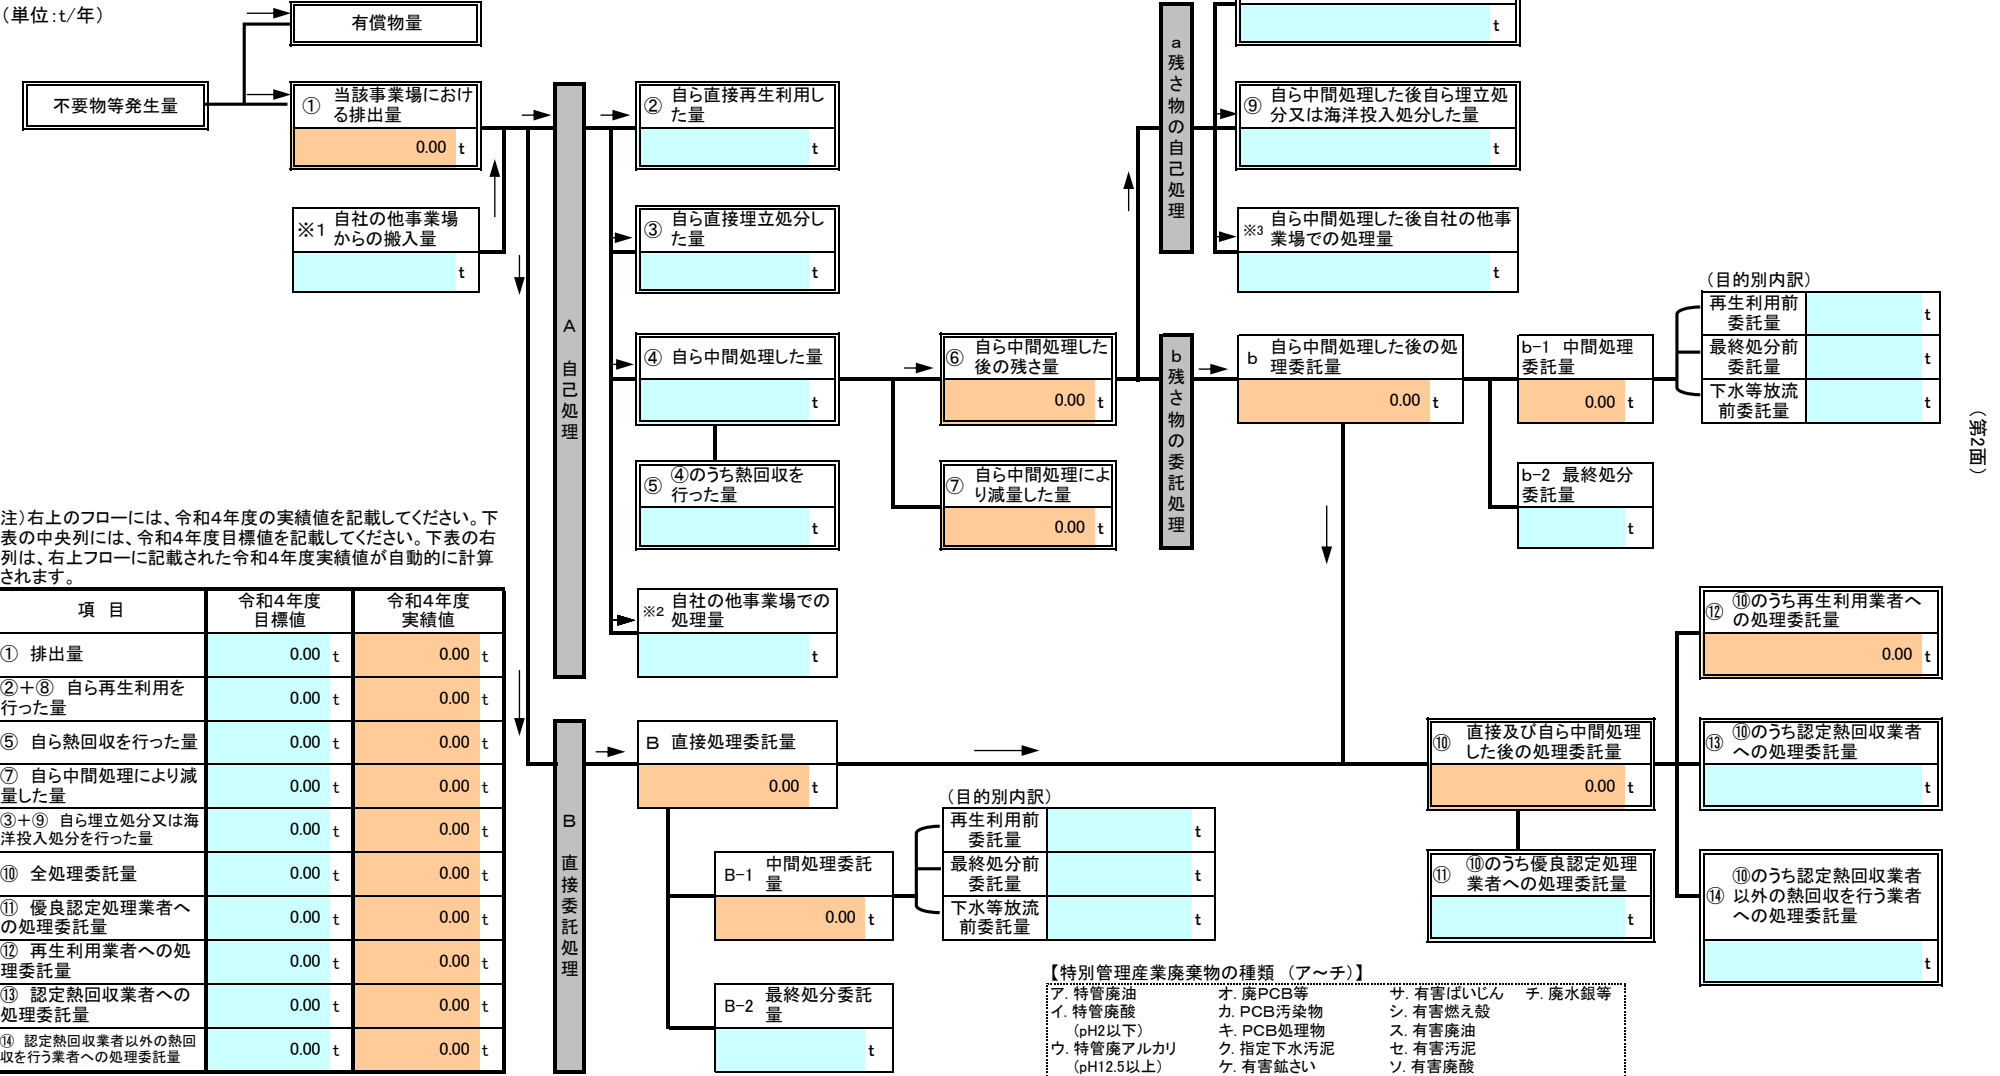 （単位：t/年）
有償物量
不要物等発生量
① 当該事業場におけ
る排出量
0.00 t
※1 自社の他事業場
からの搬入量
t
A 自己処理
② 自ら直接再生利用し
た量
t
③ 自ら直接埋立処分し
た量
t
④ 自ら中間処理した量
t
⑤ ④のうち熱回収を
行った量
t
※2 自社の他事業場での
処理量
t
⑥ 自ら中間処理した
後の残さ量
0.00 t
⑦ 自ら中間処理によ
り減量した量
0.00 t
a 残さ物の自己処理
t
⑨ 自ら中間処理した後自ら埋立処
分又は海洋投入処分した量
t
※3 自ら中間処理した後自社の他事
業場での処理量
t
b 残さ物の委託処理
b 自ら中間処理した後の処
理委託量
0.00 t
b-1 中間処理
委託量
0.00 t
b-2 最終処分
委託量
t
（目的別内訳）
再生利用前
委託量
t
最終処分前
委託量
t
下水等放流
前委託量
t
（第2面）
注）右上のフローには、令和４年度の実績値を記載してください。下
表の中央列には、令和４年度目標値を記載してください。下表の右
列は、右上フローに記載された令和４年度実績値が自動的に計算
されます。
項 目 令和４年度
目標値 令和４年度
実績値
① 排出量 0.00 t 0.00 t
②＋⑧ 自ら再生利用を
行った量 0.00 t 0.00 t
⑤ 自ら熱回収を行った量 0.00 t 0.00 t
⑦ 自ら中間処理により減
量した量 0.00 t 0.00 t
③＋⑨ 自ら埋立処分又は海
洋投入処分を行った量 0.00 t 0.00 t
⑩ 全処理委託量 0.00 t 0.00 t
⑪ 優良認定処理業者へ
の処理委託量 0.00 t 0.00 t
⑫ 再生利用業者への処
理委託量 0.00 t 0.00 t
⑬ 認定熱回収業者への
処理委託量 0.00 t 0.00 t
⑭ 認定熱回収業者以外の熱回
収を行う業者への処理委託量 0.00 t 0.00 t
B 直接委託処理
B 直接処理委託量
0.00 t
B-1 中間処理委託
量
0.00 t
B-2 最終処分委託
量
t
（目的別内訳）
再生利用前
委託量
t
最終処分前
委託量
t
下水等放流
前委託量
t
⑩ 直接及び自ら中間処理
した後の処理委託量
0.00 t
⑪ ⑩のうち優良認定処理
業者への処理委託量
t
⑫ ⑩のうち再生利用業者へ
の処理委託量
0.00 t
⑬ ⑩のうち認定熱回収業者
への処理委託量
t
⑭ ⑩のうち認定熱回収業者
以外の熱回収を行う業者
への処理委託量
t
【特別管理産業廃棄物の種類 （ア～チ）】
ア. 特管廃油 オ. 廃PCB等 サ. 有害ばいじん チ. 廃水銀等
イ. 特管廃酸 カ. PCB汚染物 シ. 有害燃え殻
（pH2以下） キ. PCB処理物 ス. 有害廃油
ウ. 特管廃アルカリ ク. 指定下水汚泥 セ. 有害汚泥
（pH12.5以上） ケ. 有害鉱さい ソ. 有害廃酸